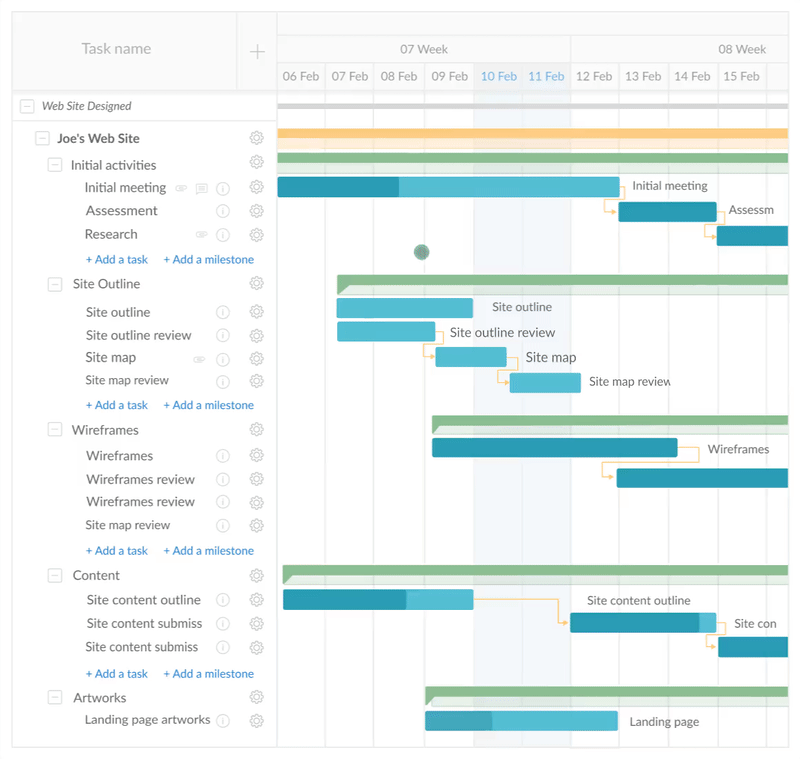 Task name
07 Week
08 Week
06 Feb 07 Feb 08 Feb 09 Feb 10 Feb 11 Feb 12 Feb 13 Feb 14 Feb 15 Feb
Web Site Designed
Joe's Web Site
Initial activities
Initial meeting
Initial meeting
Assessment
Assessm
Research
+ Add a task + Add a milestone
Site Outline
Site outline
Site outline
Site outline review
Site outline review
Site map
Site map
Site map review
Site map review
+ Add a task + Add a milestone
Wireframes
Wireframes
Wireframes
Wireframes review
Wireframes review
Site map review
+ Add a task + Add a milestone
Content
Site content outline
Site content outline
Site content submiss
Site con
Site content submiss
+ Add a task + Add a milestone
Artworks
Landing page artworks
Landing page